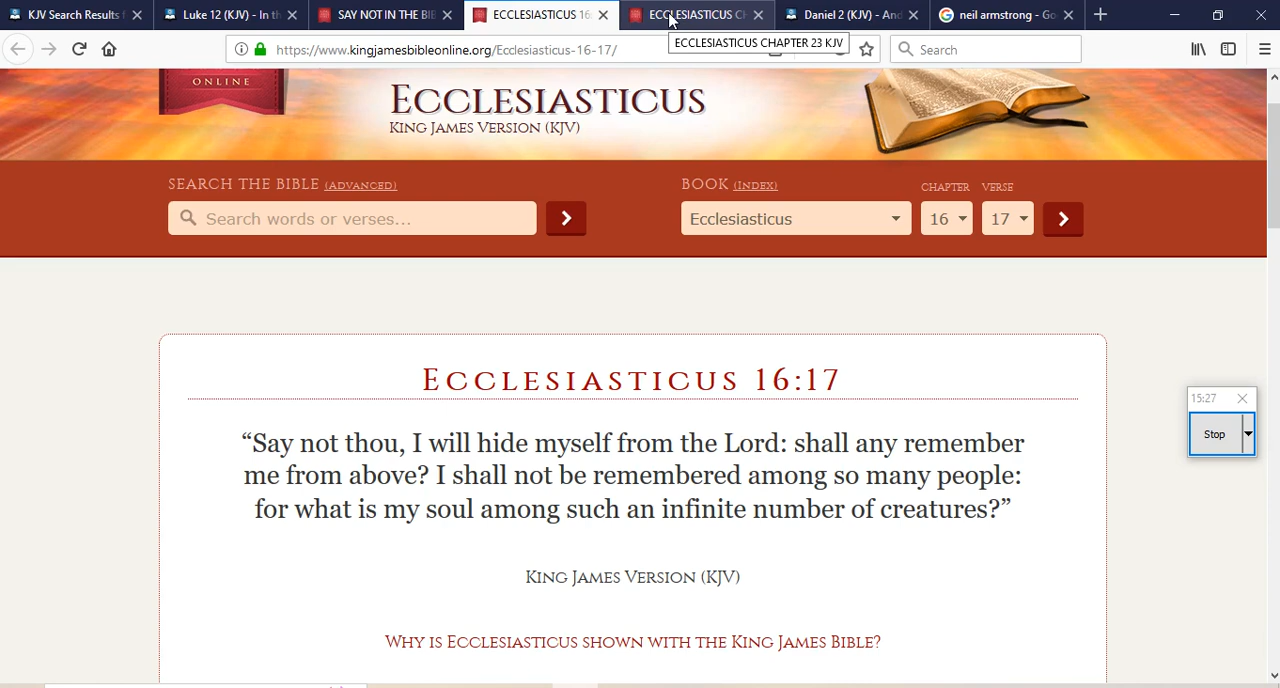 KJV Search Results f
Luke 12 (KJV) - In th
SAY NOT IN THE BIB
ECCLESIASTICUS 16:
ECCLESIASTICUS CH
Daniel 2 (KJV) - And
neil armstrong - Go
https://www.kingjamesbibleonline.org/Ecclesiasticus-16-17/
Search
ECCLESIASTICUS CHAPTER 23 KJV
ONLINE
ECCLESIASTICUS
KING JAMES VERSION (KJV)
SEARCH THE BIBLE (ADVANCED)
BOOK (INDEX)
CHAPTER
VERSE
Search words or verses...
Ecclesiasticus
16
17
ECCLESIASTICUS 16:17
15:27
Stop
“Say not thou, I will hide myself from the Lord: shall any remember
me from above? I shall not be remembered among so many people:
for what is my soul among such an infinite number of creatures?”
KING JAMES VERSION (KJV)
WHY IS ECCLESIASTICUS SHOWN WITH THE KING JAMES BIBLE?